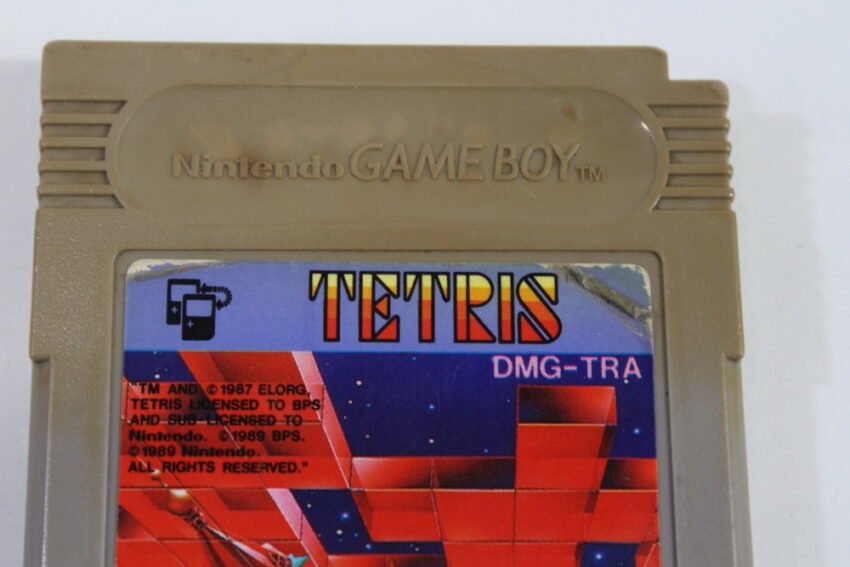 Nintendo GAME BOY TM
TETRIS
DMG-TRA
"TM AND © 1987 ELORG,
TETRIS LICENSED TO BPS
AND SUB-LICENSED TO
Nintendo. © 1989 BPS.
© 1989 Nintendo.
ALL RIGHTS RESERVED."